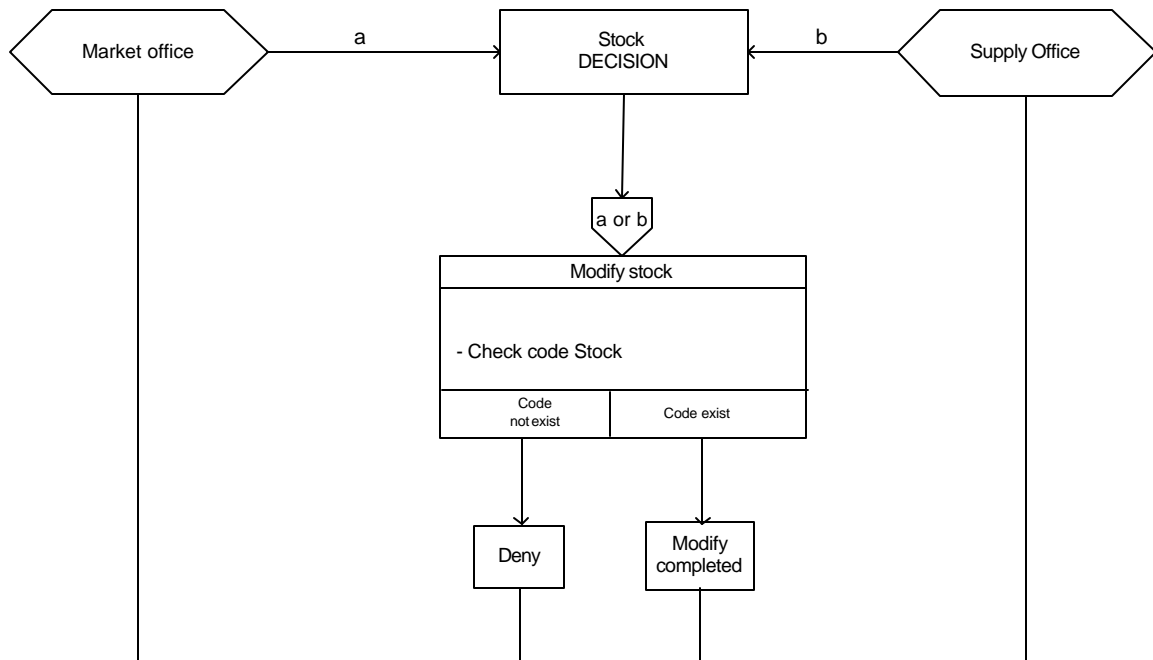 Market office
a
Stock
DECISION
b
Supply Office
a or b
Modify stock
- Check code Stock
Code
not exist
Code exist
Deny
Modify
completed